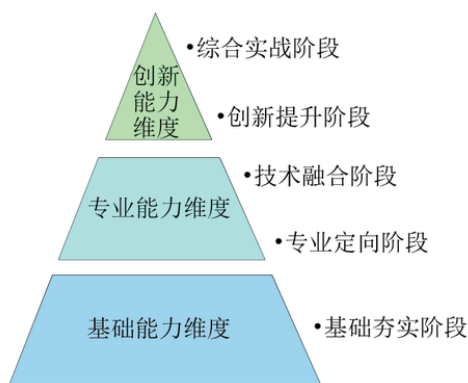 •综合实战阶段
创新
能力
维度
•创新提升阶段
•技术融合阶段
专业能力维度
•专业定向阶段
基础能力维度
•基础夯实阶段